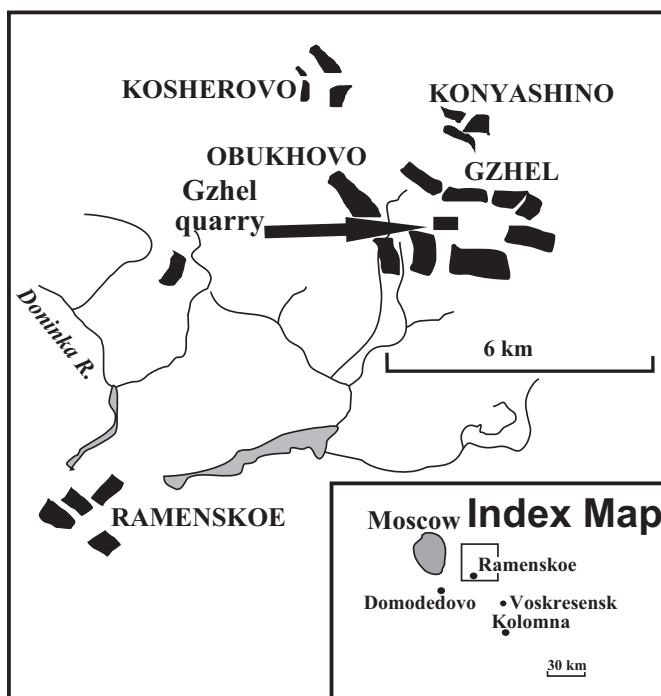 KOSHEROVO
KONYASHINO
OBUKHOVO
GZHEL
Gzhel
quarry
Doninka R.
6 km
RAMENSKOE
Index Map
Moscow
Ramenskoe
Domodedovo
Voskresensk
Kolomna
30 km